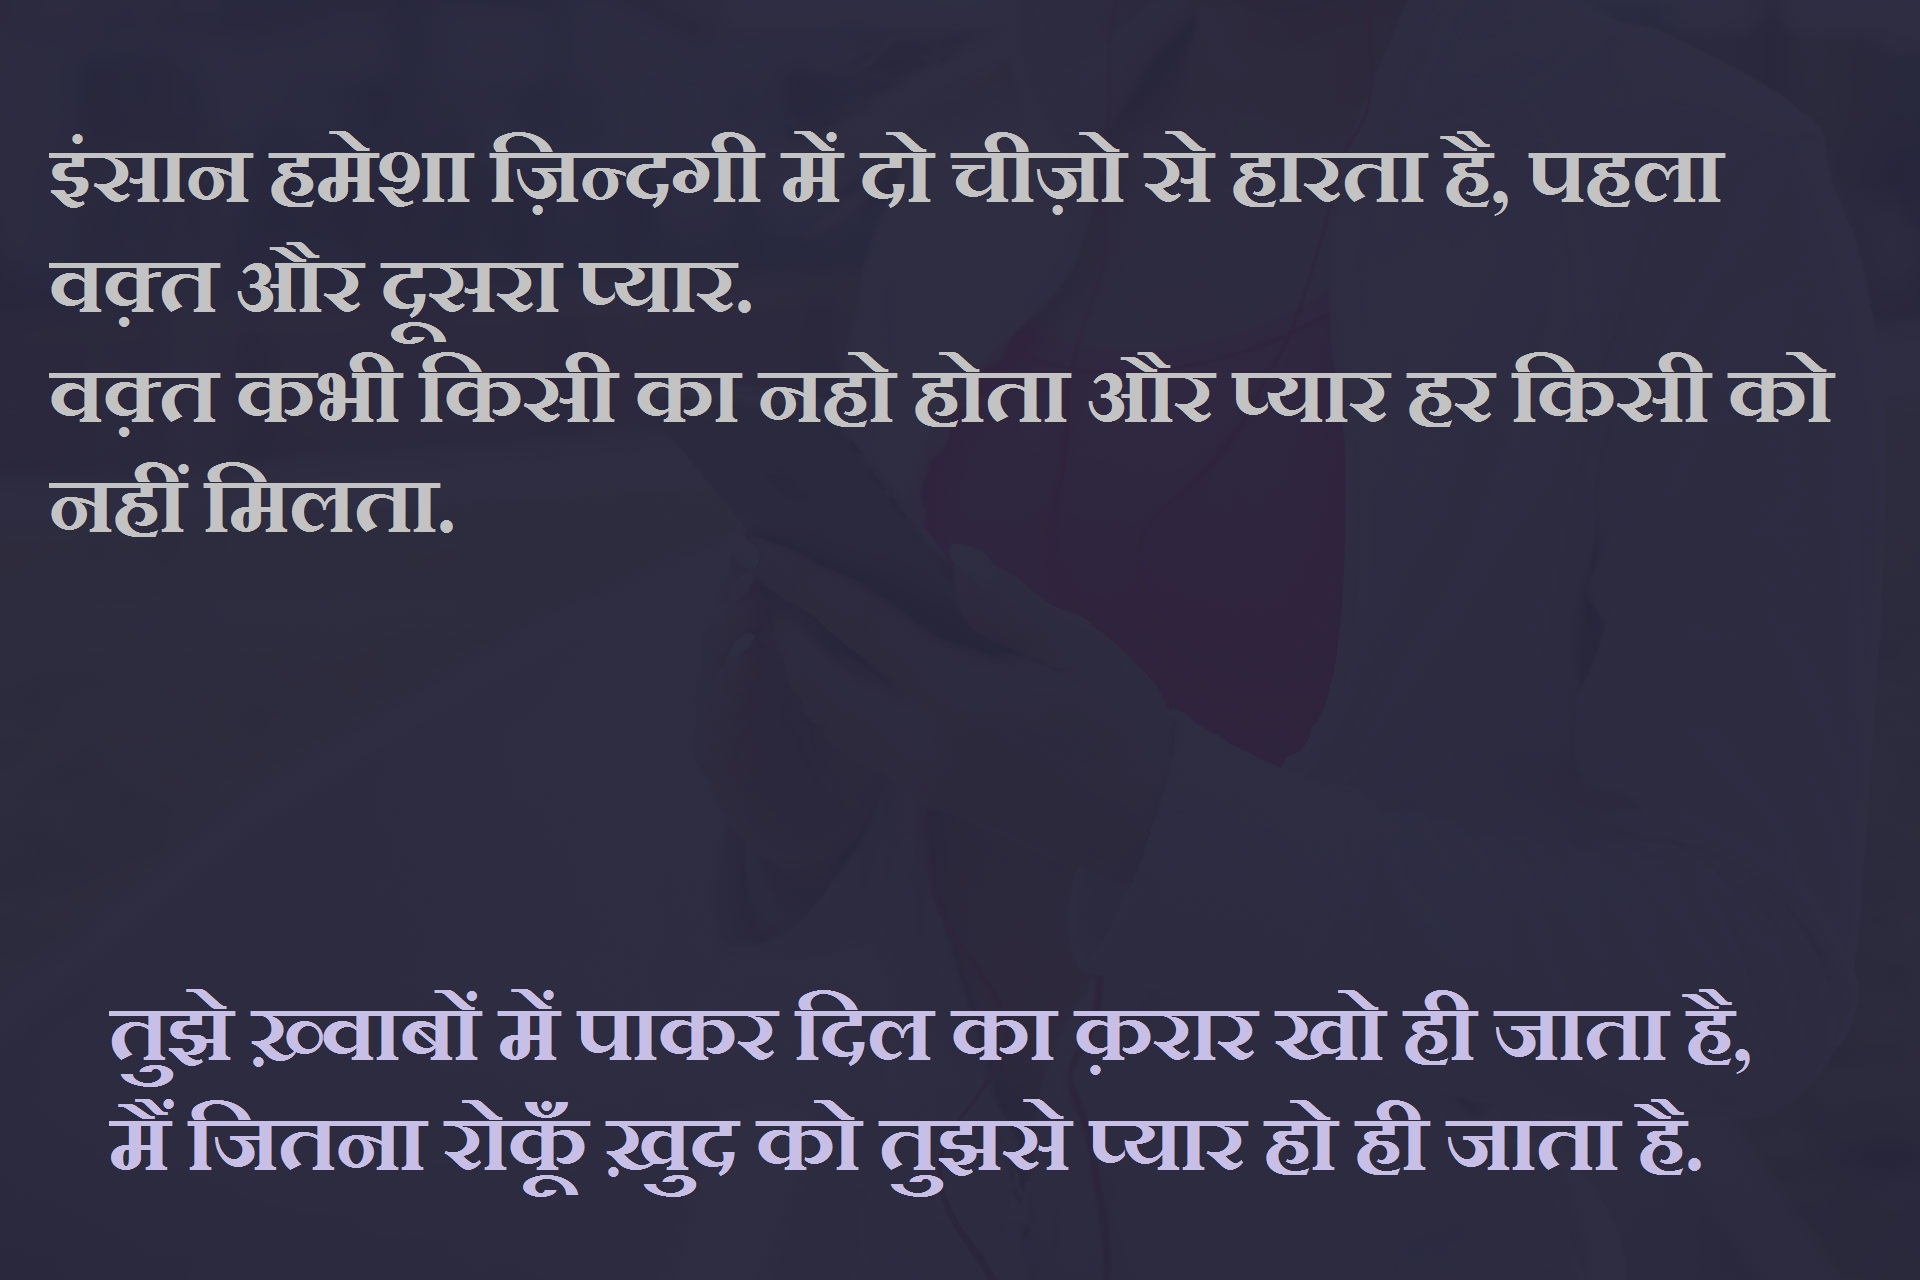 इंसान हमेशा ज़िन्दगी में दो चीज़ो से हारता है, पहला
वक़्त और दूसरा प्यार.
वक़्त कभी किसी का नहो होता और प्यार हर किसी को
नहीं मिलता.
तुझे ख़्वाबों में पाकर दिल का क़रार खो ही जाता है,
मैं जितना रोकूँ ख़ुद को तुझसे प्यार हो ही जाता है.